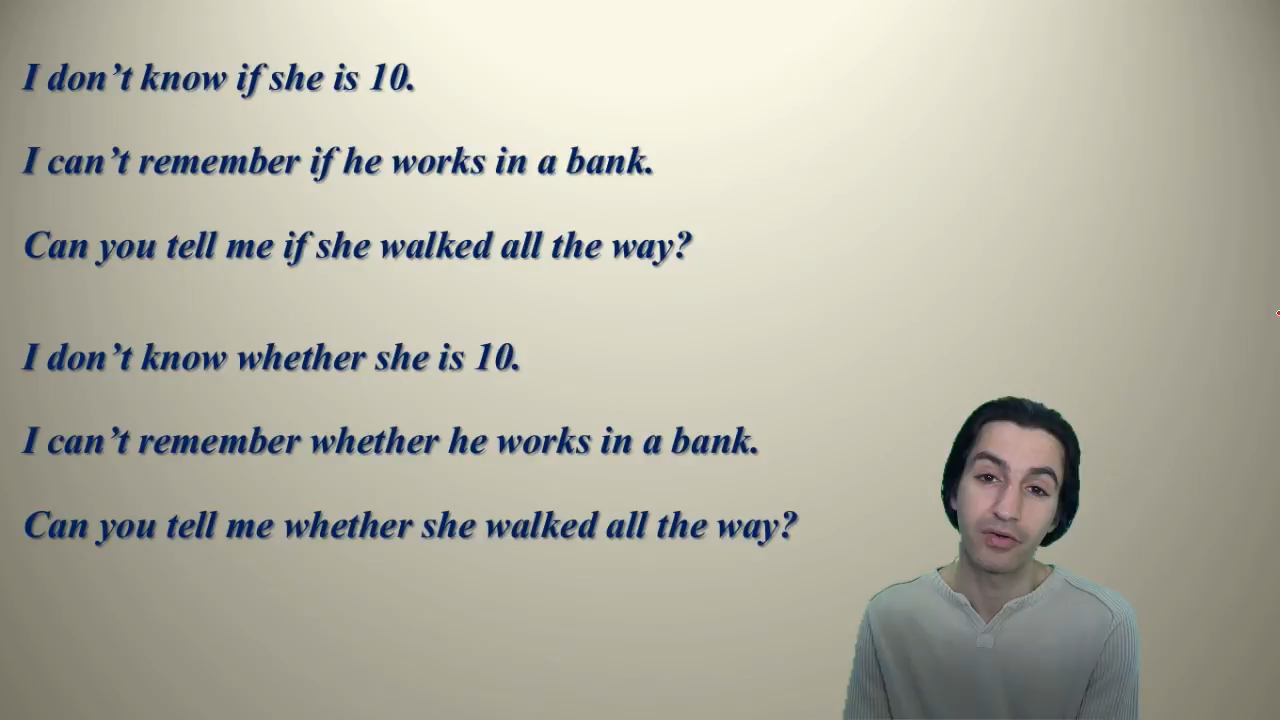 I don’t know if she is 10.
I can’t remember if he works in a bank.
Can you tell me if she walked all the way?
I don’t know whether she is 10.
I can’t remember whether he works in a bank.
Can you tell me whether she walked all the way?